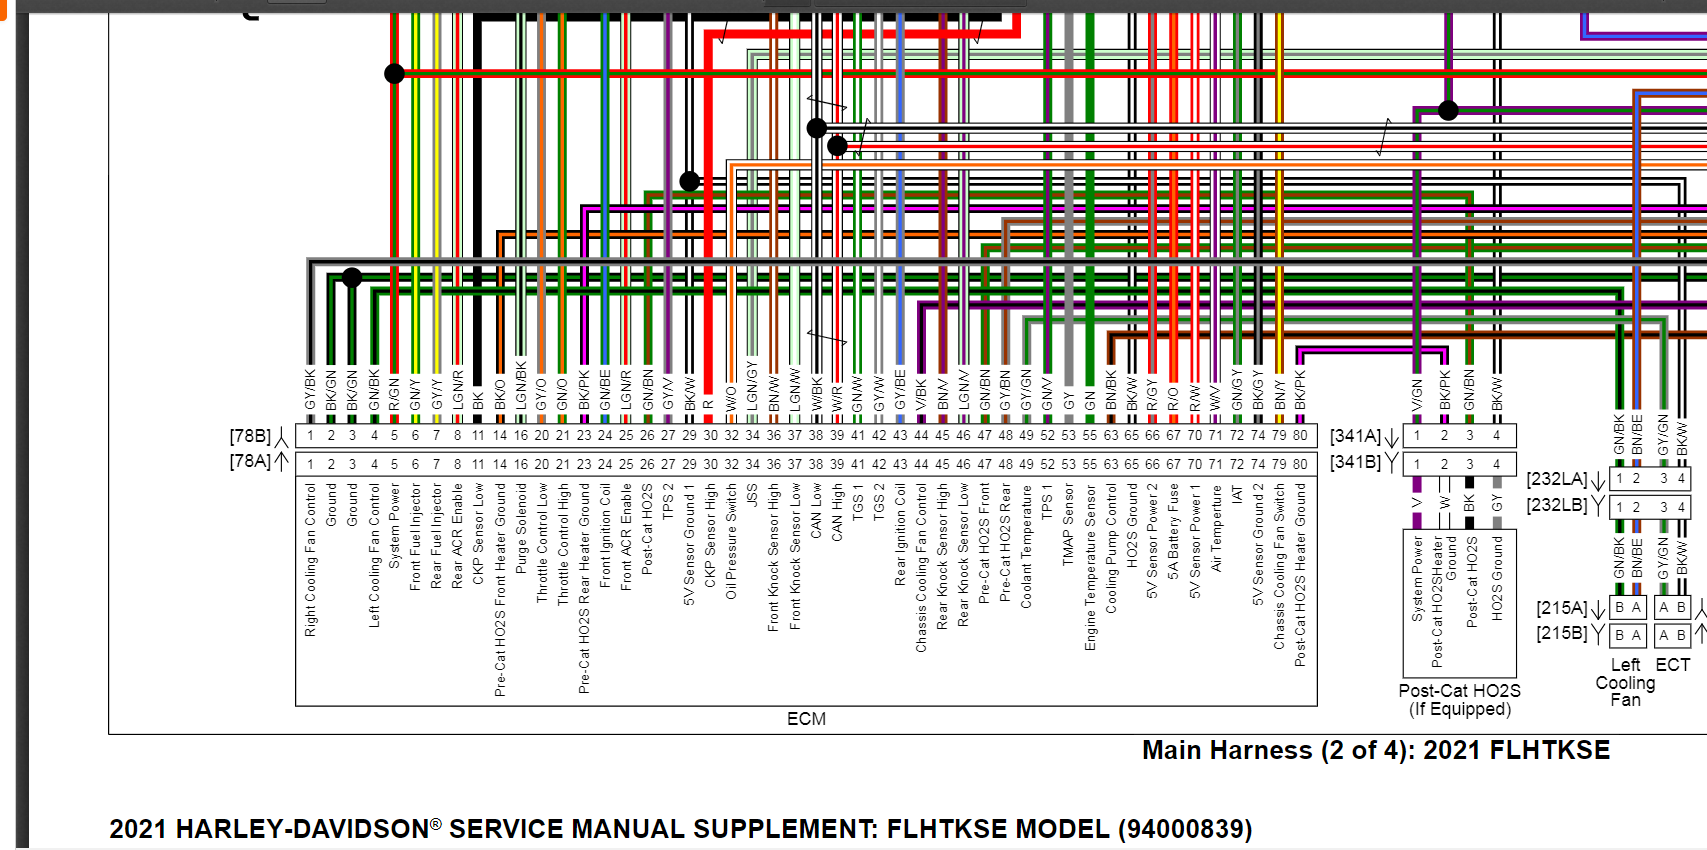 GY/BK BK/GN BK/GN GN/BK R/GN GN/Y GY/Y LGN/R BK BK/O LGN/BK GY/O GN/O BK/PK GN/BE LGN/R GN/BN GY/V BK/W R W/O LGN/GY BN/W LGN/W W/BK W/R GN/W GY/W GY/BE V/BK BN/V LGN/V GN/BN GY/BN GY/GN GN/V GY GN BN/BK BK/W R/GY R/O R/W W/V GN/GY BK/GY BN/Y BK/PK
V/GN BK/PK GN/BN BK/W
GN/BK BN/BE GY/GN BK/W
[78B] 1 2 3 4 5 6 7 8 11 14 16 20 21 23 24 25 26 27 29 30 32 34 36 37 38 39 41 42 43 44 45 46 47 48 49 52 53 55 63 65 66 67 70 71 72 74 79 80
[78A] 1 2 3 4 5 6 7 8 11 14 16 20 21 23 24 25 26 27 29 30 32 34 36 37 38 39 41 42 43 44 45 46 47 48 49 52 53 55 63 65 66 67 70 71 72 74 79 80
Right Cooling Fan Control
Ground
Ground
Left Cooling Fan Control
System Power
Front Fuel Injector
Rear Fuel Injector
Rear ACR Enable
CKP Sensor Low
Pre-Cat HO2S Front Heater Ground
Purge Solenoid
Throttle Control Low
Throttle Control High
Pre-Cat HO2S Rear Heater Ground
Front Ignition Coil
Front ACR Enable
Post-Cat HO2S
TPS 2
5V Sensor Ground 1
CKP Sensor High
Oil Pressure Switch
JSS
Front Knock Sensor High
Front Knock Sensor Low
CAN Low
CAN High
TGS 1
TGS 2
Rear Ignition Coil
Chassis Cooling Fan Control
Rear Knock Sensor High
Rear Knock Sensor Low
Pre-Cat HO2S Front
Pre-Cat HO2S Rear
Coolant Temperature
TPS 1
TMAP Sensor
Engine Temperature Sensor
Cooling Pump Control
HO2S Ground
5V Sensor Power 2
5A Battery Fuse
5V Sensor Power 1
Air Temperture
IAT
5V Sensor Ground 2
Chassis Cooling Fan Switch
Post-Cat HO2S Heater Ground
ECM
[341A] 1 2 3 4
[341B] 1 2 3 4
V W BK GY
System Power
Post-Cat HO2SHeater
Ground
Post-Cat HO2S
HO2S Ground
Post-Cat HO2S
(If Equipped)
[232LA] 1 2 3 4
[232LB] 1 2 3 4
GN/BK BN/BE GY/GN BK/W
[215A] B A A B
[215B] B A A B
Left
Cooling
Fan
ECT
Main Harness (2 of 4): 2021 FLHTKSE
2021 HARLEY-DAVIDSON® SERVICE MANUAL SUPPLEMENT: FLHTKSE MODEL (94000839)